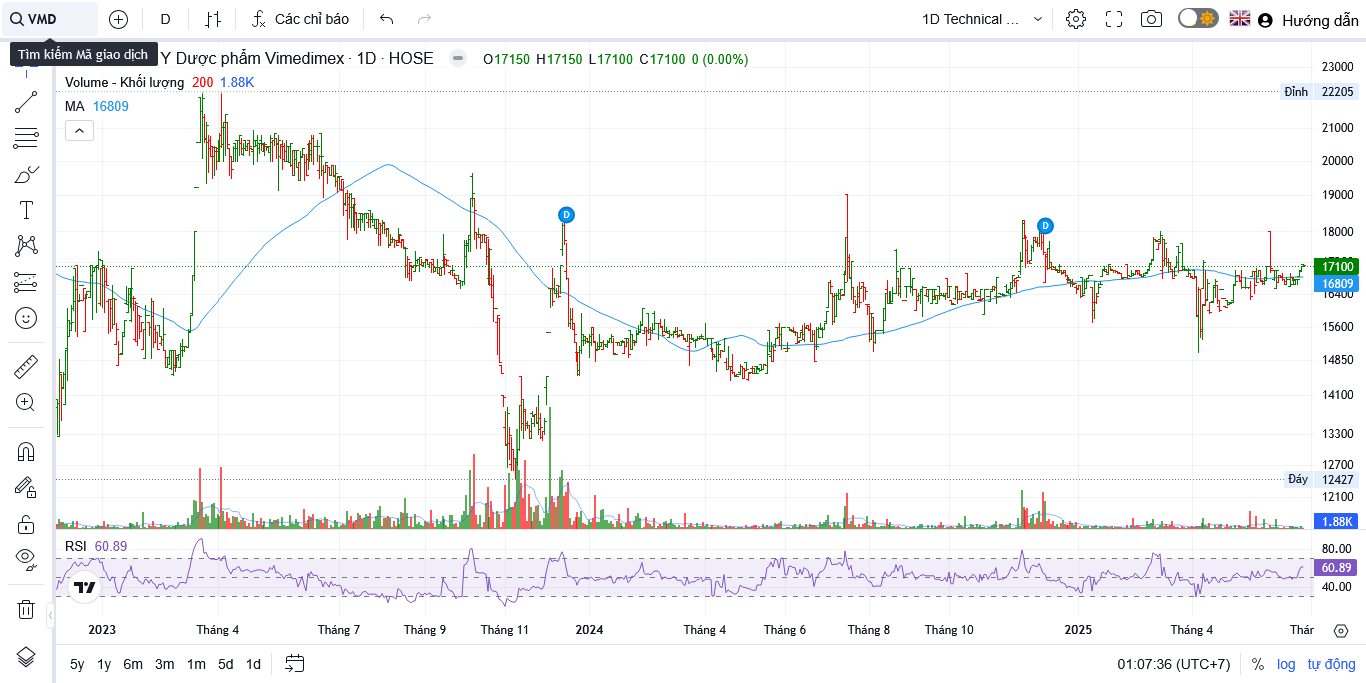 VMD
D
Các chỉ báo
1D Technical ...
Hướng dẫn
Tìm kiếm Mã giao dịch
Y Dược phẩm Vimedimex · 1D · HOSE
O17150 H17150 L17100 C17100 0 (0.00%)
Volume - Khối lượng 200 1.88K
MA 16809
23000
Đỉnh 22205
21000
20000
19000
18000
17100
16809
16400
15600
14850
14100
13300
12700
Đáy 12427
12100
1.88K
D
D
RSI 60.89
80.00
60.89
40.00
2023 Tháng 4 Tháng 7 Tháng 9 Tháng 11 2024 Tháng 4 Tháng 6 Tháng 8 Tháng 10 2025 Tháng 4 Thár
5y 1y 6m 3m 1m 5d 1d
01:07:36 (UTC+7) % log tự động